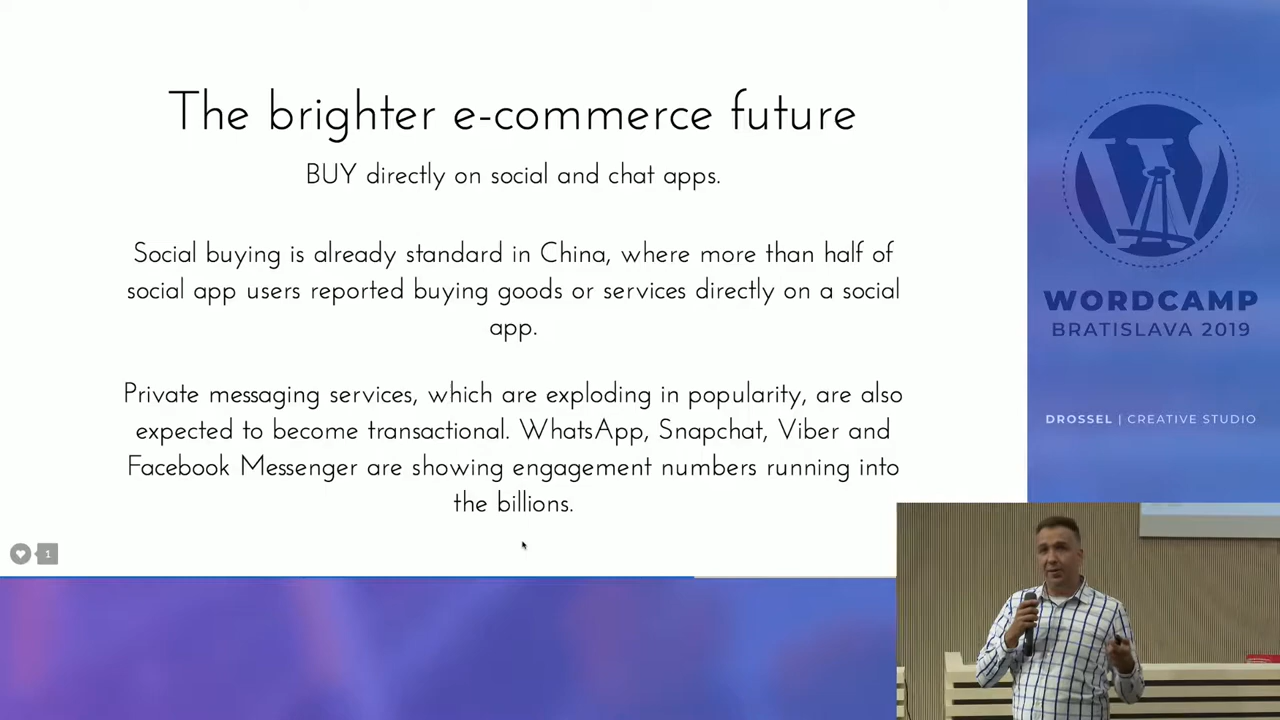 The brighter e-commerce future
BUY directly on social and chat apps.
Social buying is already standard in China, where more than half of
social app users reported buying goods or services directly on a social
app.
Private messaging services, which are exploding in popularity, are also
expected to become transactional. WhatsApp, Snapchat, Viber and
Facebook Messenger are showing engagement numbers running into
the billions.
1
W
WORDCAMP
BRATISLAVA 2019
DROSSEL | CREATIVE STUDIO